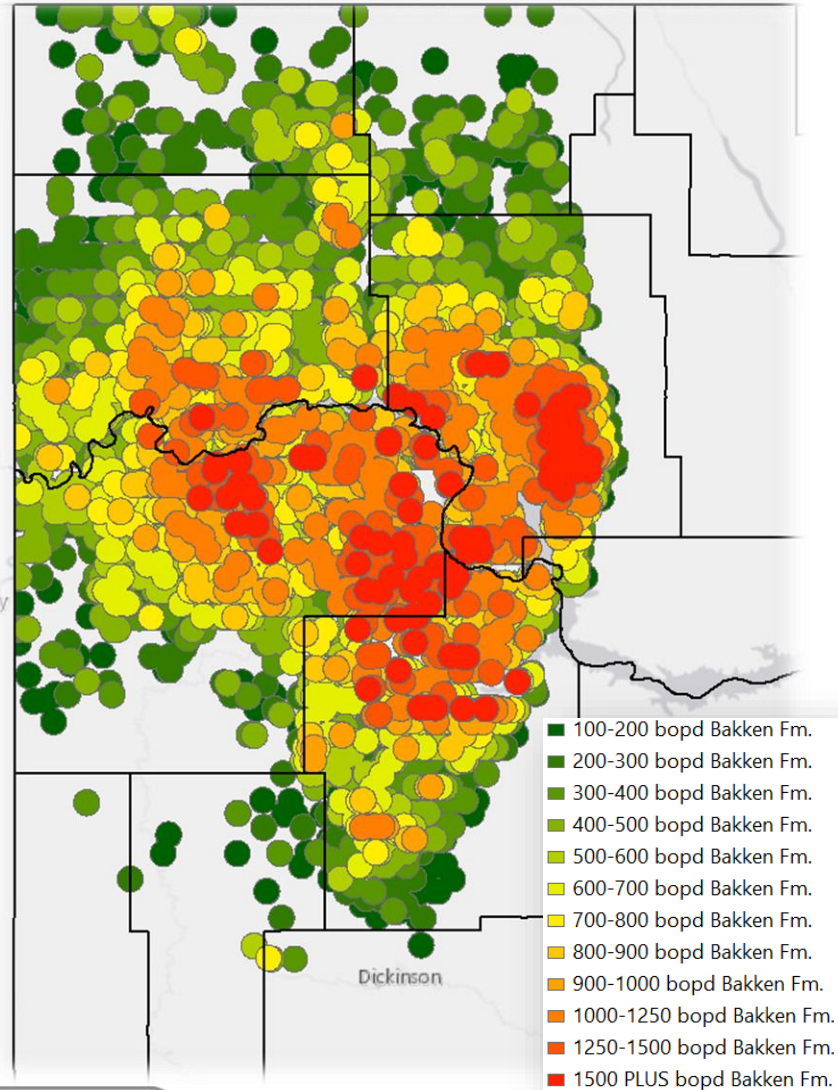 Dickinson
100-200 bopd Bakken Fm.
200-300 bopd Bakken Fm.
300-400 bopd Bakken Fm.
400-500 bopd Bakken Fm.
500-600 bopd Bakken Fm.
600-700 bopd Bakken Fm.
700-800 bopd Bakken Fm.
800-900 bopd Bakken Fm.
900-1000 bopd Bakken Fm.
1000-1250 bopd Bakken Fm.
1250-1500 bopd Bakken Fm.
1500 PLUS bopd Bakken Fm.